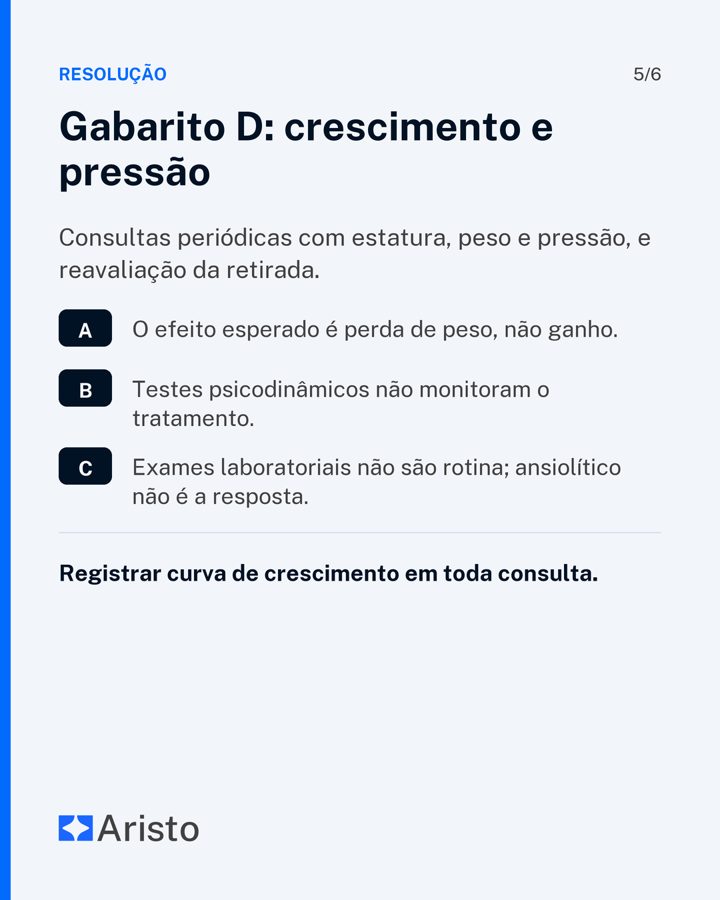 RESOLUÇÃO
5/6
Gabarito D: crescimento e
pressão
Consultas periódicas com estatura, peso e pressão, e
reavaliação da retirada.
A
O efeito esperado é perda de peso, não ganho.
B
Testes psicodinâmicos não monitoram o
tratamento.
C
Exames laboratoriais não são rotina; ansiolítico
não é a resposta.
Registrar curva de crescimento em toda consulta.
Aristo